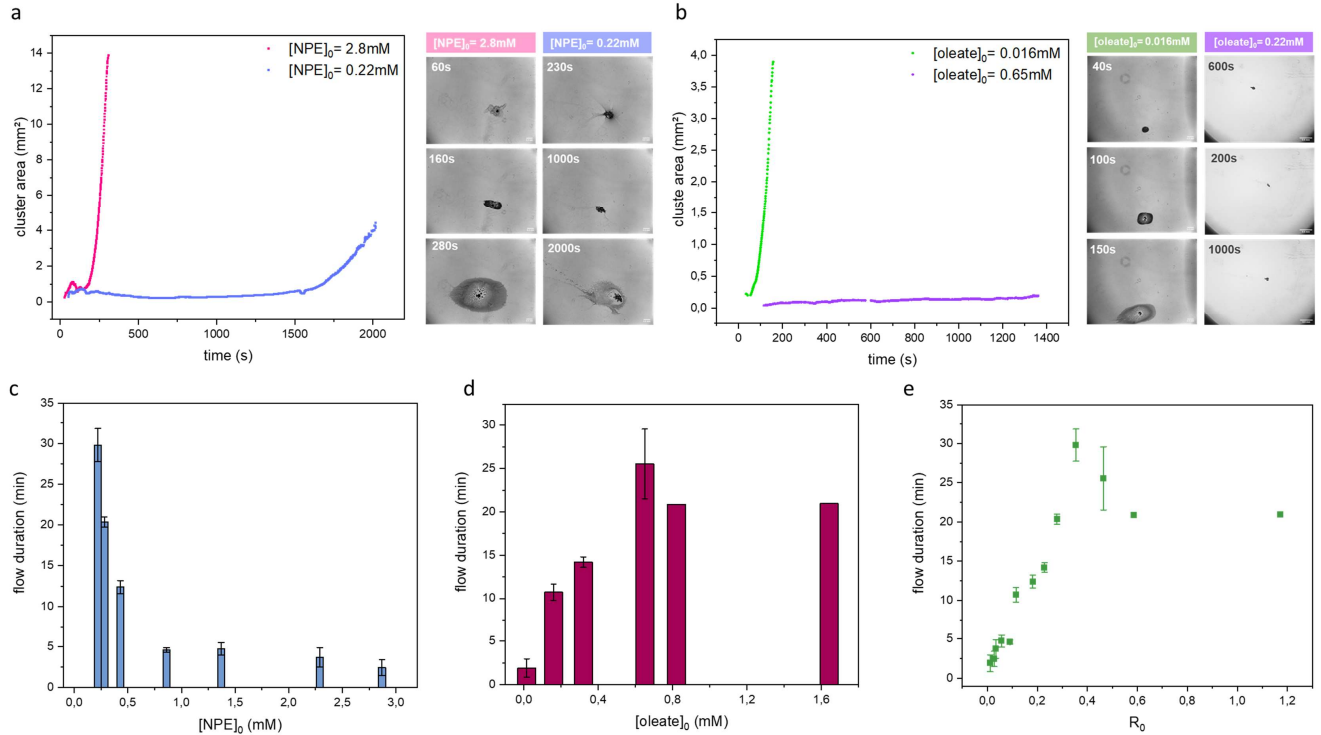 a
[NPE]₀= 2.8mM
[NPE]₀= 0.22mM
cluster area (mm²)
14
12
10
8
6
4
2
0
0
500
1000
1500
2000
time (s)
[NPE]₀= 2.8mM
[NPE]₀= 0.22mM
60s
230s
160s
1000s
280s
2000s
b
[oleate]₀= 0.016mM
[oleate]₀= 0.65mM
cluste area (mm²)
4,0
3,5
3,0
2,5
2,0
1,5
1,0
0,5
0,0
0
200
400
600
800
1000
1200
1400
time (s)
[oleate]₀= 0.016mM
[oleate]₀= 0.22mM
40s
600s
100s
200s
150s
1000s
c
flow duration (min)
35
30
25
20
15
10
5
0
0,0
0,5
1,0
1,5
2,0
2,5
3,0
[NPE]₀ (mM)
d
flow duration (min)
35
30
25
20
15
10
5
0
0,0
0,4
0,8
1,2
1,6
[oleate]₀ (mM)
e
flow duration (min)
35
30
25
20
15
10
5
0
0,0
0,2
0,4
0,6
0,8
1,0
1,2
R₀